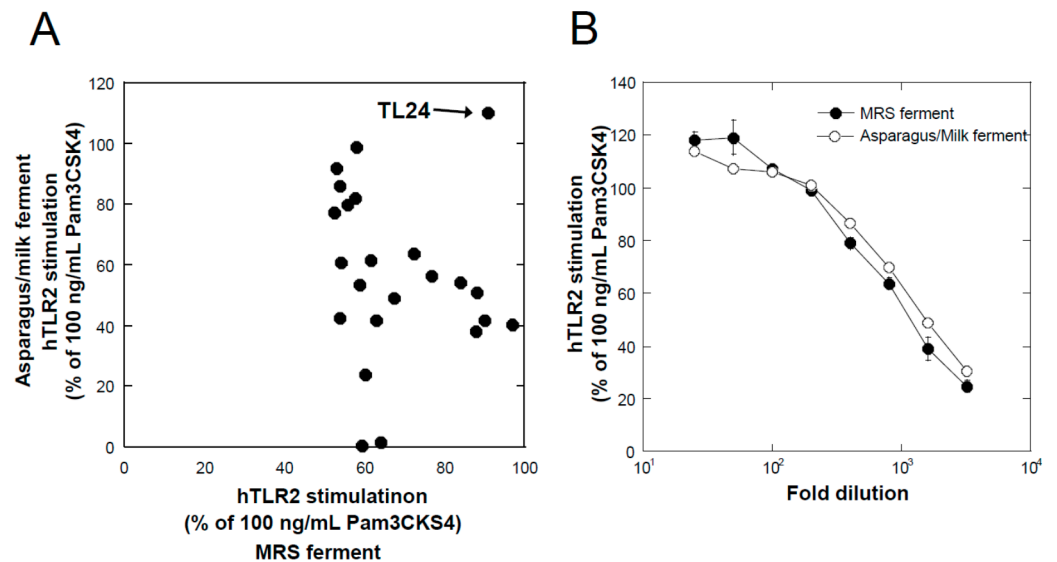 A
Asparagus/milk ferment
hTLR2 stimulation
(% of 100 ng/mL Pam3CSK4)
120
100
80
60
40
20
0
TL24
0 20 40 60 80 100
hTLR2 stimulatinon
(% of 100 ng/mL Pam3CKS4)
MRS ferment
B
hTLR2 stimulation
(% of 100 ng/mL Pam3CSK4)
140
120
100
80
60
40
20
0
MRS ferment
Asparagus/Milk ferment
10¹ 10² 10³ 10⁴
Fold dilution